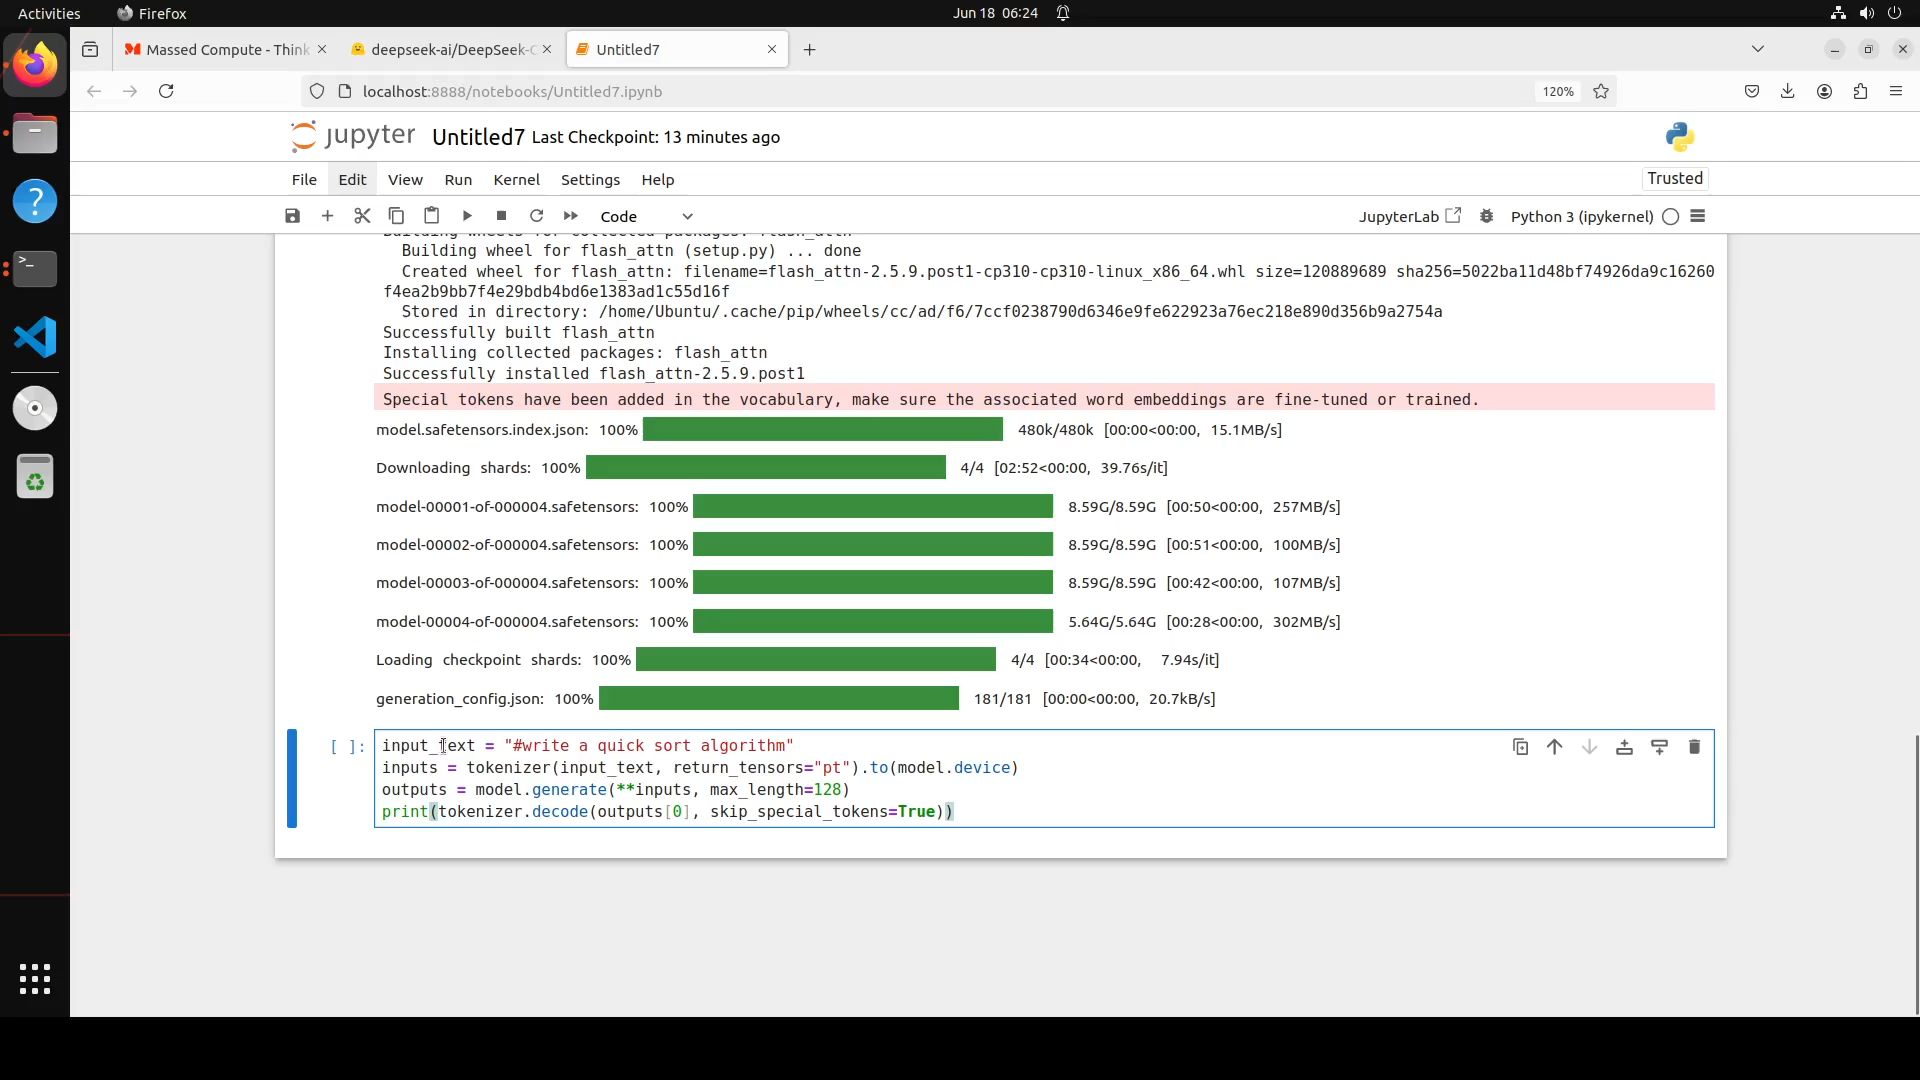 Activities
Firefox
Jun 18 06:24
Massed Compute - Think
deepseek-ai/DeepSeek-C
Untitled7
localhost:8888/notebooks/Untitled7.ipynb
120%
jupyter
Untitled7 Last Checkpoint: 13 minutes ago
File Edit View Run Kernel Settings Help
Trusted
Code
JupyterLab
Python 3 (ipykernel)
Building wheels for collected packages: flash_attn
Building wheel for flash_attn (setup.py) ... done
Created wheel for flash_attn: filename=flash_attn-2.5.9.post1-cp310-cp310-linux_x86_64.whl size=120889689 sha256=5022ba11d48bf74926da9c16260
f4ea2b9bb7f4e29bdb4bd6e1383ad1c55d16f
Stored in directory: /home/Ubuntu/.cache/pip/wheels/cc/ad/f6/7ccf0238790d6346e9fe622923a76ec218e890d356b9a2754a
Successfully built flash_attn
Installing collected packages: flash_attn
Successfully installed flash_attn-2.5.9.post1
Special tokens have been added in the vocabulary, make sure the associated word embeddings are fine-tuned or trained.
model.safetensors.index.json: 100% 480k/480k [00:00<00:00, 15.1MB/s]
Downloading shards: 100% 4/4 [02:52<00:00, 39.76s/it]
model-00001-of-000004.safetensors: 100% 8.59G/8.59G [00:50<00:00, 257MB/s]
model-00002-of-000004.safetensors: 100% 8.59G/8.59G [00:51<00:00, 100MB/s]
model-00003-of-000004.safetensors: 100% 8.59G/8.59G [00:42<00:00, 107MB/s]
model-00004-of-000004.safetensors: 100% 5.64G/5.64G [00:28<00:00, 302MB/s]
Loading checkpoint shards: 100% 4/4 [00:34<00:00, 7.94s/it]
generation_config.json: 100% 181/181 [00:00<00:00, 20.7kB/s]
[ ]: input_text = "#write a quick sort algorithm"
inputs = tokenizer(input_text, return_tensors="pt").to(model.device)
outputs = model.generate(**inputs, max_length=128)
print(tokenizer.decode(outputs[0], skip_special_tokens=True))